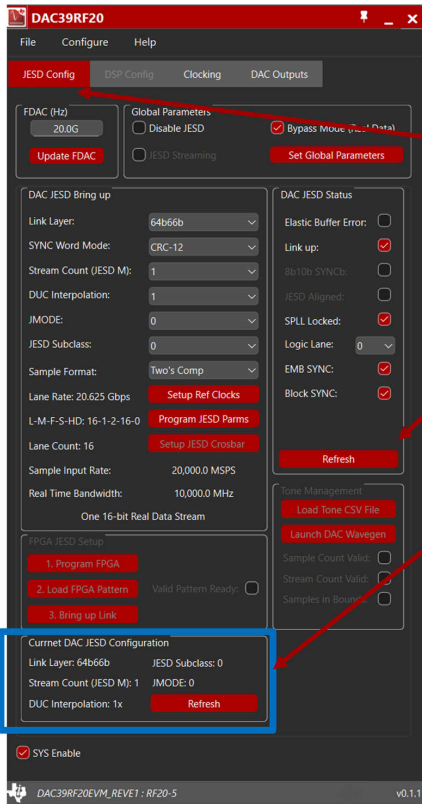 DAC39RF20
File Configure Help
JESD Config DSP Config Clocking DAC Outputs
FDAC (Hz)
20.0G
Update FDAC
Global Parameters
Disable JESD
Bypass Mode (Real Data)
JESD Streaming
Set Global Parameters
DAC JESD Bring up
Link Layer: 64b66b
SYNC Word Mode: CRC-12
Stream Count (JESD M): 1
DUC Interpolation: 1
JMODE: 0
JESD Subclass: 0
Sample Format: Two's Comp
Lane Rate: 20.625 Gbps Setup Ref Clocks
L-M-F-S-HD: 16-1-2-16-0 Program JESD Parms
Lane Count: 16 Setup JESD Crosbar
Sample Input Rate: 20,000.0 MSPS
Real Time Bandwidth: 10,000.0 MHz
One 16-bit Real Data Stream
DAC JESD Status
Elastic Buffer Error:
Link up:
8b10b SYNCb:
JESD Aligned:
SPLL Locked:
Logic Lane: 0
EMB SYNC:
Block SYNC:
Refresh
FPGA JESD Setup
1. Program FPGA
2. Load FPGA Pattern Valid Pattern Ready:
3. Bring up Link
Tone Management
Load Tone CSV File
Launch DAC Wavegen
Sample Count Valid:
Stream Count Valid:
Samples in Bounds:
Currnet DAC JESD Configuration
Link Layer: 64b66b JESD Subclass: 0
Stream Count (JESD M): 1 JMODE: 0
DUC Interpolation: 1x Refresh
SYS Enable
DAC39RF20EVM_REVE1 : RF20-5 v0.1.1